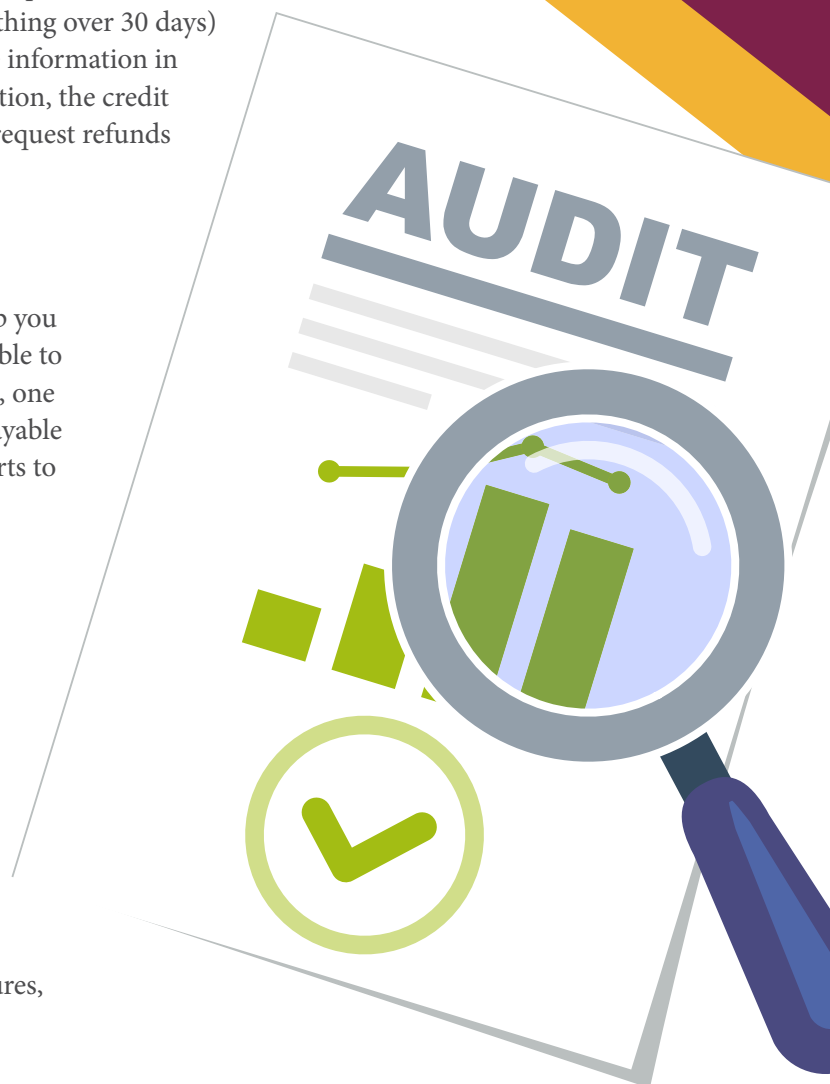 thing over 30 days)
information in
tion, the credit
request refunds
you
ble to
, one
yable
rts to
ures,
AUDIT